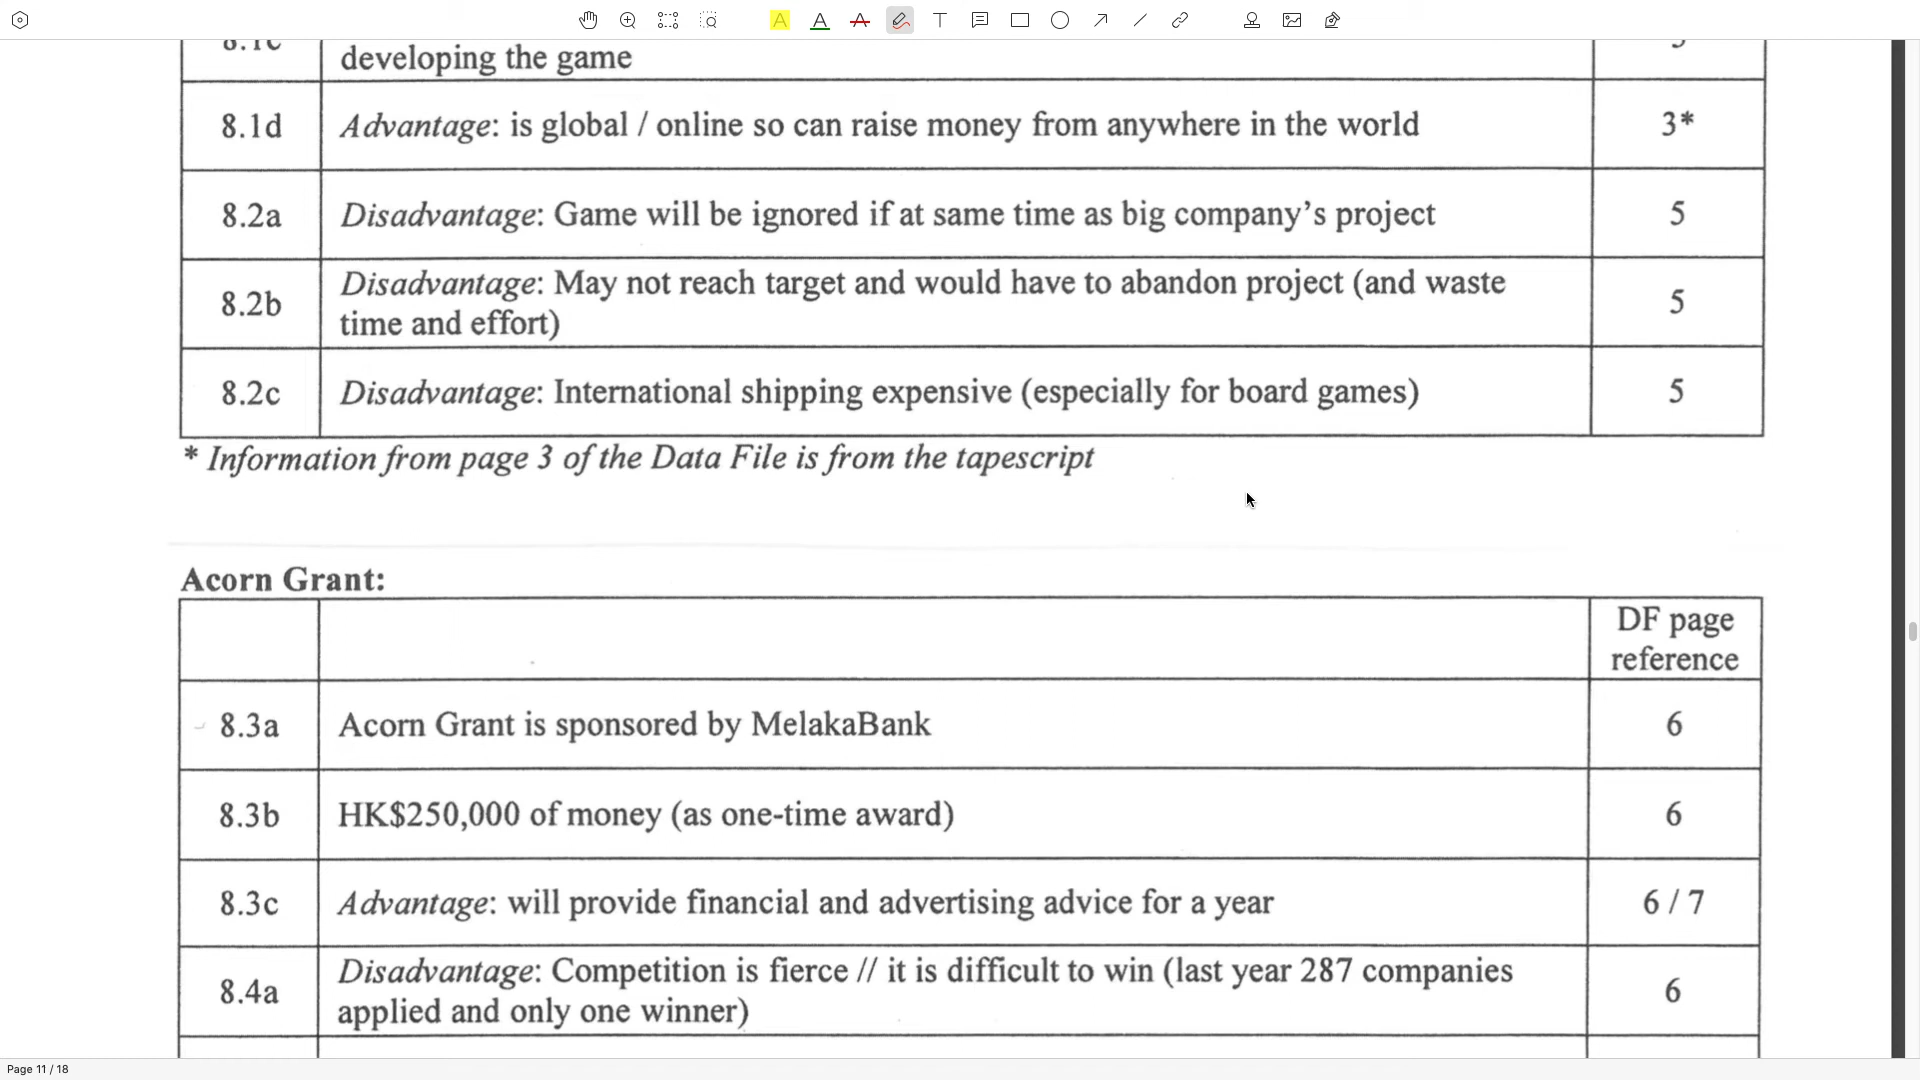 8.1c
developing the game
8.1d
Advantage: is global / online so can raise money from anywhere in the world
3*
8.2a
Disadvantage: Game will be ignored if at same time as big company's project
5
8.2b
Disadvantage: May not reach target and would have to abandon project (and waste
time and effort)
5
8.2c
Disadvantage: International shipping expensive (especially for board games)
5
* Information from page 3 of the Data File is from the tapescript
Acorn Grant:
DF page
reference
8.3a
Acorn Grant is sponsored by MelakaBank
6
8.3b
HK$250,000 of money (as one-time award)
6
8.3c
Advantage: will provide financial and advertising advice for a year
6 / 7
8.4a
Disadvantage: Competition is fierce // it is difficult to win (last year 287 companies
applied and only one winner)
6
Page 11 / 18